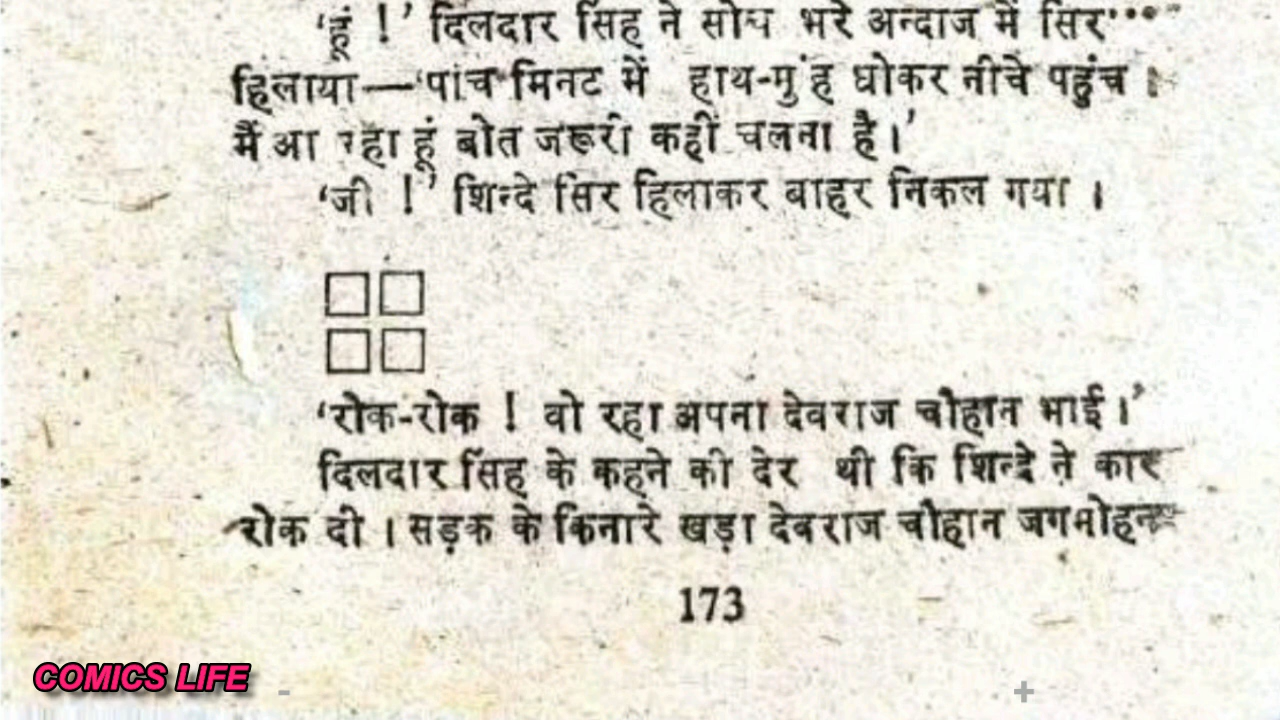 ‘हूं !’ दिलदार सिंह ने सोच भरे अन्दाज में सिर
हिलाया—‘पांच मिनट में हाथ-मुंह धोकर नीचे पहुंच ।
मैं आ रहा हूं बोत जरूरी कहीं चलना है ।’
‘जी !’ शिन्दे सिर हिलाकर बाहर निकल गया ।
‘रोक-रोक ! वो रहा अपना देवराज चौहान भाई ।’
दिलदार सिंह के कहने की देर थी कि शिन्दे ने कार
रोक दी । सड़क के किनारे खड़ा देवराज चौहान जगमोहन
173
COMICS LIFE
- +